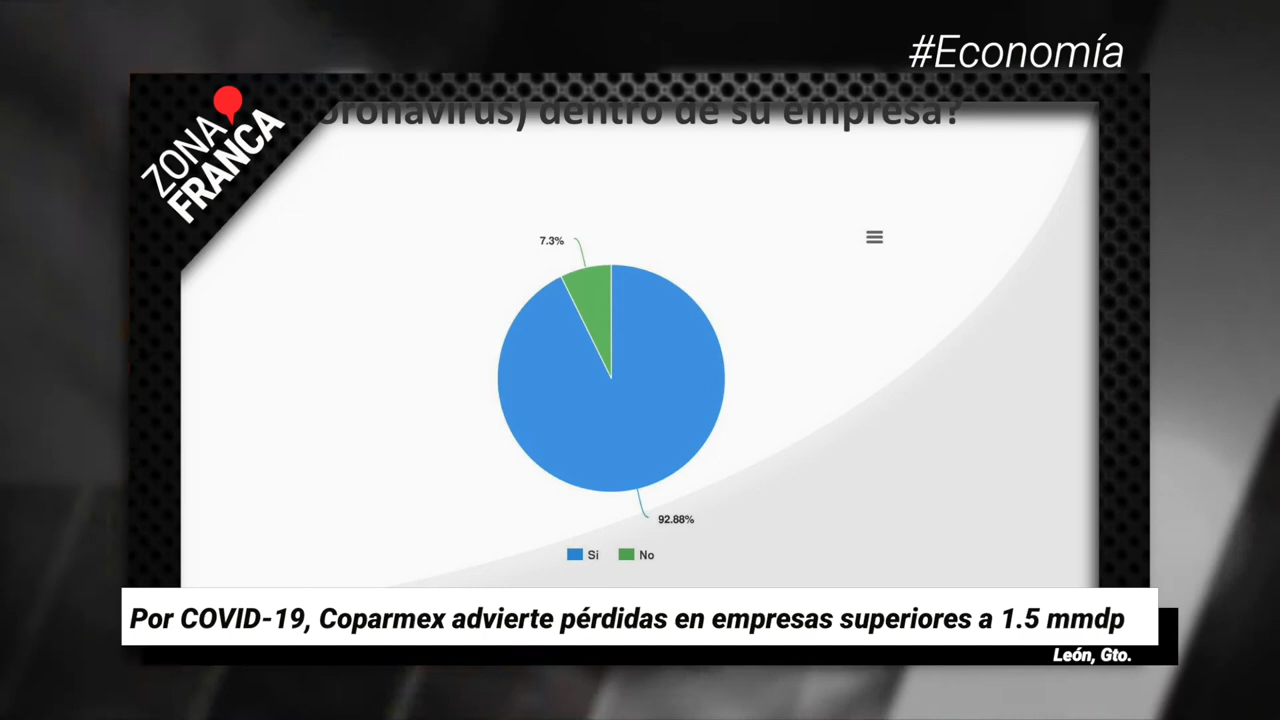 #Economía
ZONA
FRANCA
oronavirus) dentro de su empresa?
7.3%
92.88%
Si
No
Por COVID-19, Coparmex advierte pérdidas en empresas superiores a 1.5 mmdp
León, Gto.